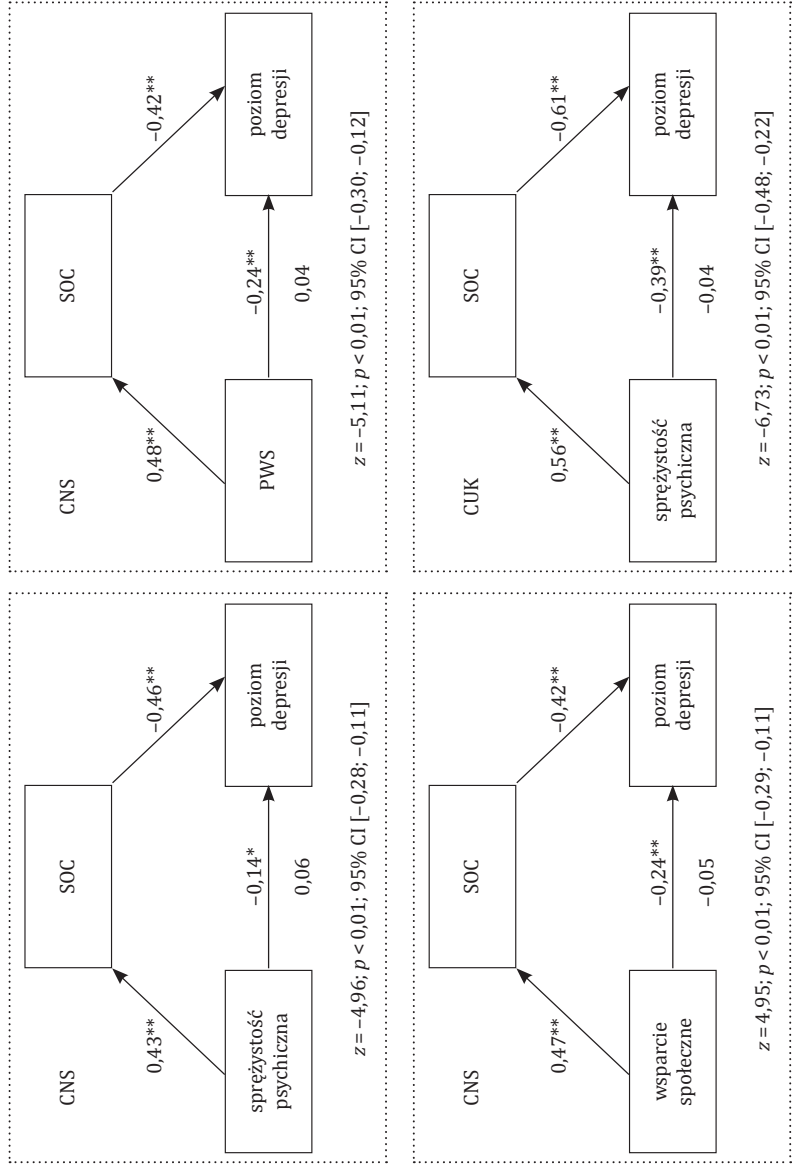 CNS
SOC
0,43**
–0,46**
sprężystość
psychiczna
–0,14*
0,06
poziom
depresji
z = –4,96; p < 0,01; 95% CI [–0,28; –0,11]
CNS
SOC
0,48**
–0,42**
PWS
–0,24**
0,04
poziom
depresji
z = –5,11; p < 0,01; 95% CI [–0,30; –0,12]
CNS
SOC
0,47**
–0,42**
wsparcie
społeczne
–0,24**
–0,05
poziom
depresji
z = 4,95; p < 0,01; 95% CI [–0,29; –0,11]
CUK
SOC
0,56**
–0,61**
sprężystość
psychiczna
–0,39**
–0,04
poziom
depresji
z = –6,73; p < 0,01; 95% CI [–0,48; –0,22]